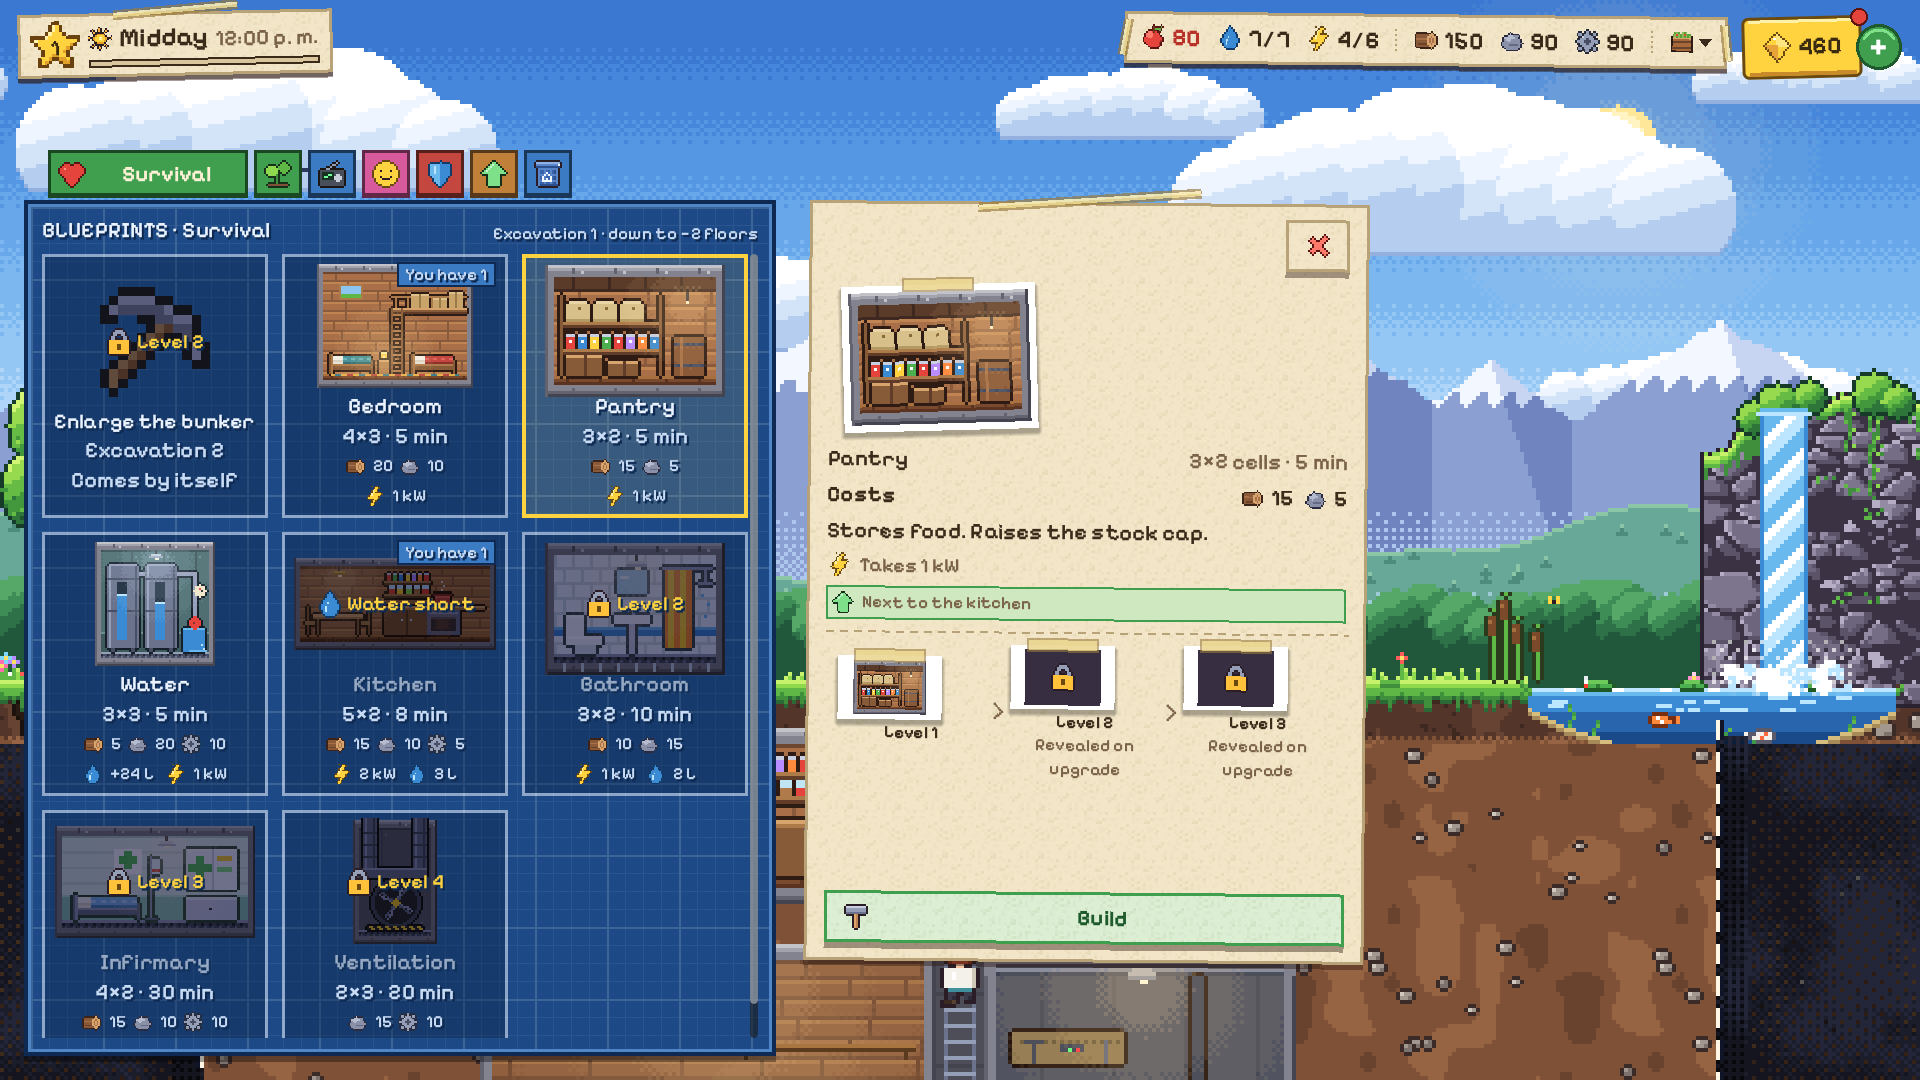 1
Midday 12:00 p. m.
80 7/7 4/6 150 90 90
460
Survival
BLUEPRINTS · Survival
Excavation 1 · down to -2 floors
Level 2
Enlarge the bunker
Excavation 2
Comes by itself
You have 1
Bedroom
4×3 · 5 min
20 10
1 kW
Pantry
3×2 · 5 min
15 5
1 kW
Water
3×3 · 5 min
5 20 10
+24 L 1 kW
You have 1
Water short
Kitchen
5×2 · 8 min
15 10 5
2 kW 3 L
Level 2
Bathroom
3×2 · 10 min
10 15
1 kW 2 L
Level 3
Infirmary
4×2 · 30 min
15 10 10
Level 4
Ventilation
2×3 · 20 min
15 10
Pantry
3×2 cells · 5 min
Costs
15 5
Stores food. Raises the stock cap.
Takes 1 kW
Next to the kitchen
Level 1
Level 2
Revealed on
upgrade
Level 3
Revealed on
upgrade
Build